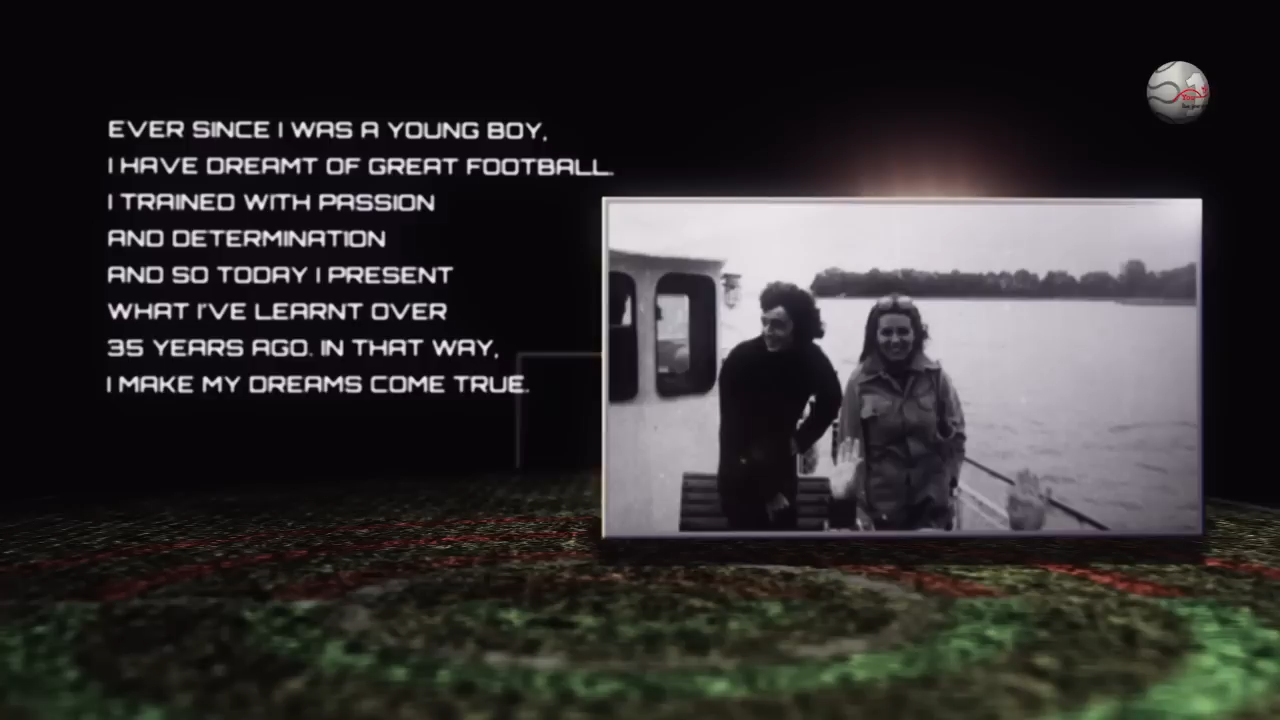 EVER SINCE I WAS A YOUNG BOY,
I HAVE DREAMT OF GREAT FOOTBALL.
I TRAINED WITH PASSION
AND DETERMINATION
AND SO TODAY I PRESENT
WHAT I'VE LEARNT OVER
35 YEARS AGO. IN THAT WAY,
I MAKE MY DREAMS COME TRUE.